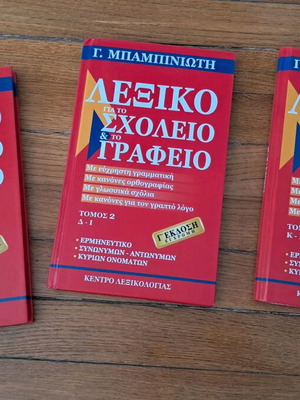 Γ. ΜΠΑΜΠΙΝΙΩΤΗ
ΛΕΞΙΚΟ
ΓΙΑ ΤΟ
ΣΧΟΛΕΙΟ
& ΤΟ
ΓΡΑΦΕΙΟ
Με εύχρηστη γραμματική
Με κανόνες ορθογραφίας
Με γλωσσικά σχόλια
Με κανόνες για τον γραπτό λόγο
ΤΟΜΟΣ 2
Δ - Ι
Γ΄ ΕΚΔΟΣΗ
• ΕΡΜΗΝΕΥΤΙΚΟ
• ΣΥΝΩΝΥΜΩΝ - ΑΝΤΩΝΥΜΩΝ
• ΚΥΡΙΩΝ ΟΝΟΜΑΤΩΝ
ΚΕΝΤΡΟ ΛΕΞΙΚΟΛΟΓΙΑΣ